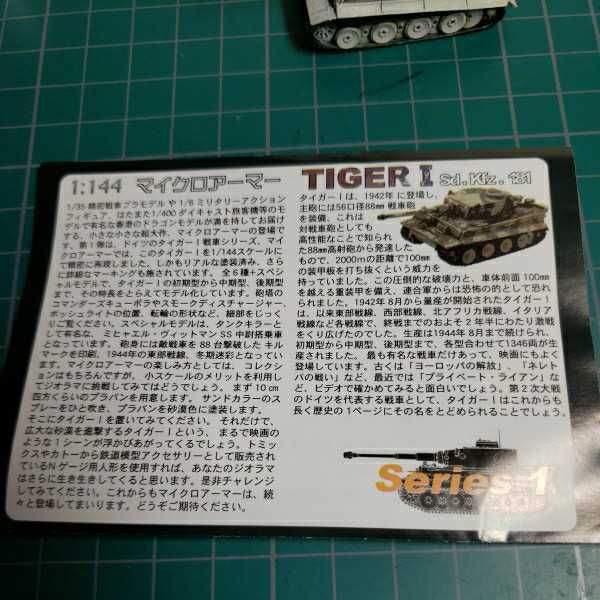 1:144 マイクロアーマー
1/35 精密戦車プラモデル や 1/6 ミリタリーアクション
フィギュア、はたまた1/400 ダイキャスト旅客機等のモ
デルで有名な香港のドラゴンモデルが満を持してお届け
する、小さな小さな超大作、マイクロアーマーの登場で
す。第１弾は、ドイツのタイガーⅠ戦車シリーズ。マイ
クロアーマーでは、このタイガーⅠを1/144スケールに
て精密に再現した、しかもリアルな塗装済み、さら
に詳細なマーキングも施されています。全６種＋スペシ
ャルモデルで、タイガーⅠの初期型から中期型、後期型
まで、その特長をとらえてモデル化しています。砲塔の
コマンダーズキューポラやスモークディスチャージャー、
ボッシュライトの位置、転輪の形状など、細部をじっく
りご覧ください。スペシャルモデルは、タンクキラーとし
て有名な、ミヒャエル・ヴィットマン SS 中尉搭乗車
となっています。砲身には敵戦車を 88 台撃破した キル
マークを印刷、1944年の東部戦線、冬期迷彩となってい
ます。マイクロアーマーの楽しみ方としては、コレクシ
ョンはもちろんですが、小スケールのメリットを利用し
てジオラマに挑戦してみてはどうでしょう。まず 10cm
四方くらいのプラバンを用意します。サンドカラーのス
プレーをひと吹き、プラバンを砂漠色に塗装します。
そこにタイガーⅠを置いてみてください。それだけで、
広大な砂漠を進撃するタイガーⅠという、まるで映画の
ような１シーンが浮かびあがってくるでしょう。トミッ
クスやカトーから鉄道模型アクセサリーとして販売され
ているNゲージ用人形を使用すれば、あなたのジオラマ
はさらに生き生きしてくると思います。是非チャレンジ
してみてください。これからもマイクロアーマーは、続
々と登場してまいります。どうぞご期待ください。
TIGER I Sd.Kfz.181
タイガーⅠは、1942年に登場し、
主砲には56口径88㎜ 戦車砲
を装備、これは
対戦車砲としても
高性能なことで知られ
た88㎜高射砲から発達した
もので、2000mの距離で100㎜
の装甲板を打ち抜くという威力を
持っていました。この圧倒的な破壊力と、車体前面 100㎜
を越える重装甲を備え、連合軍からは恐怖の的として恐れ
られました。1942年８月から量産が開始されたタイガーⅠ
は、以来東部戦線、西部戦線、北アフリカ戦線、イタリア
戦線など各戦線で、終戦までのおよそ２年半にわたり激戦
をくり広げたのでした。生産は1944年８月まで続けられ、
初期型から中期型、後期型まで、各型合わせて1346両が生
産されました。最も有名な戦車だけあって、映画にもよく登
場しています。古くは「ヨーロッパの解放」、「ネレト
バの戦い」など、最近では「プライベート・ライアン」な
ど、ビデオで確かめてみると面白いでしょう。第２次大戦
のドイツを代表する戦車として、タイガーⅠはこれからも
長く歴史の１ページにその名をとどめられることでしょう。
Series 1